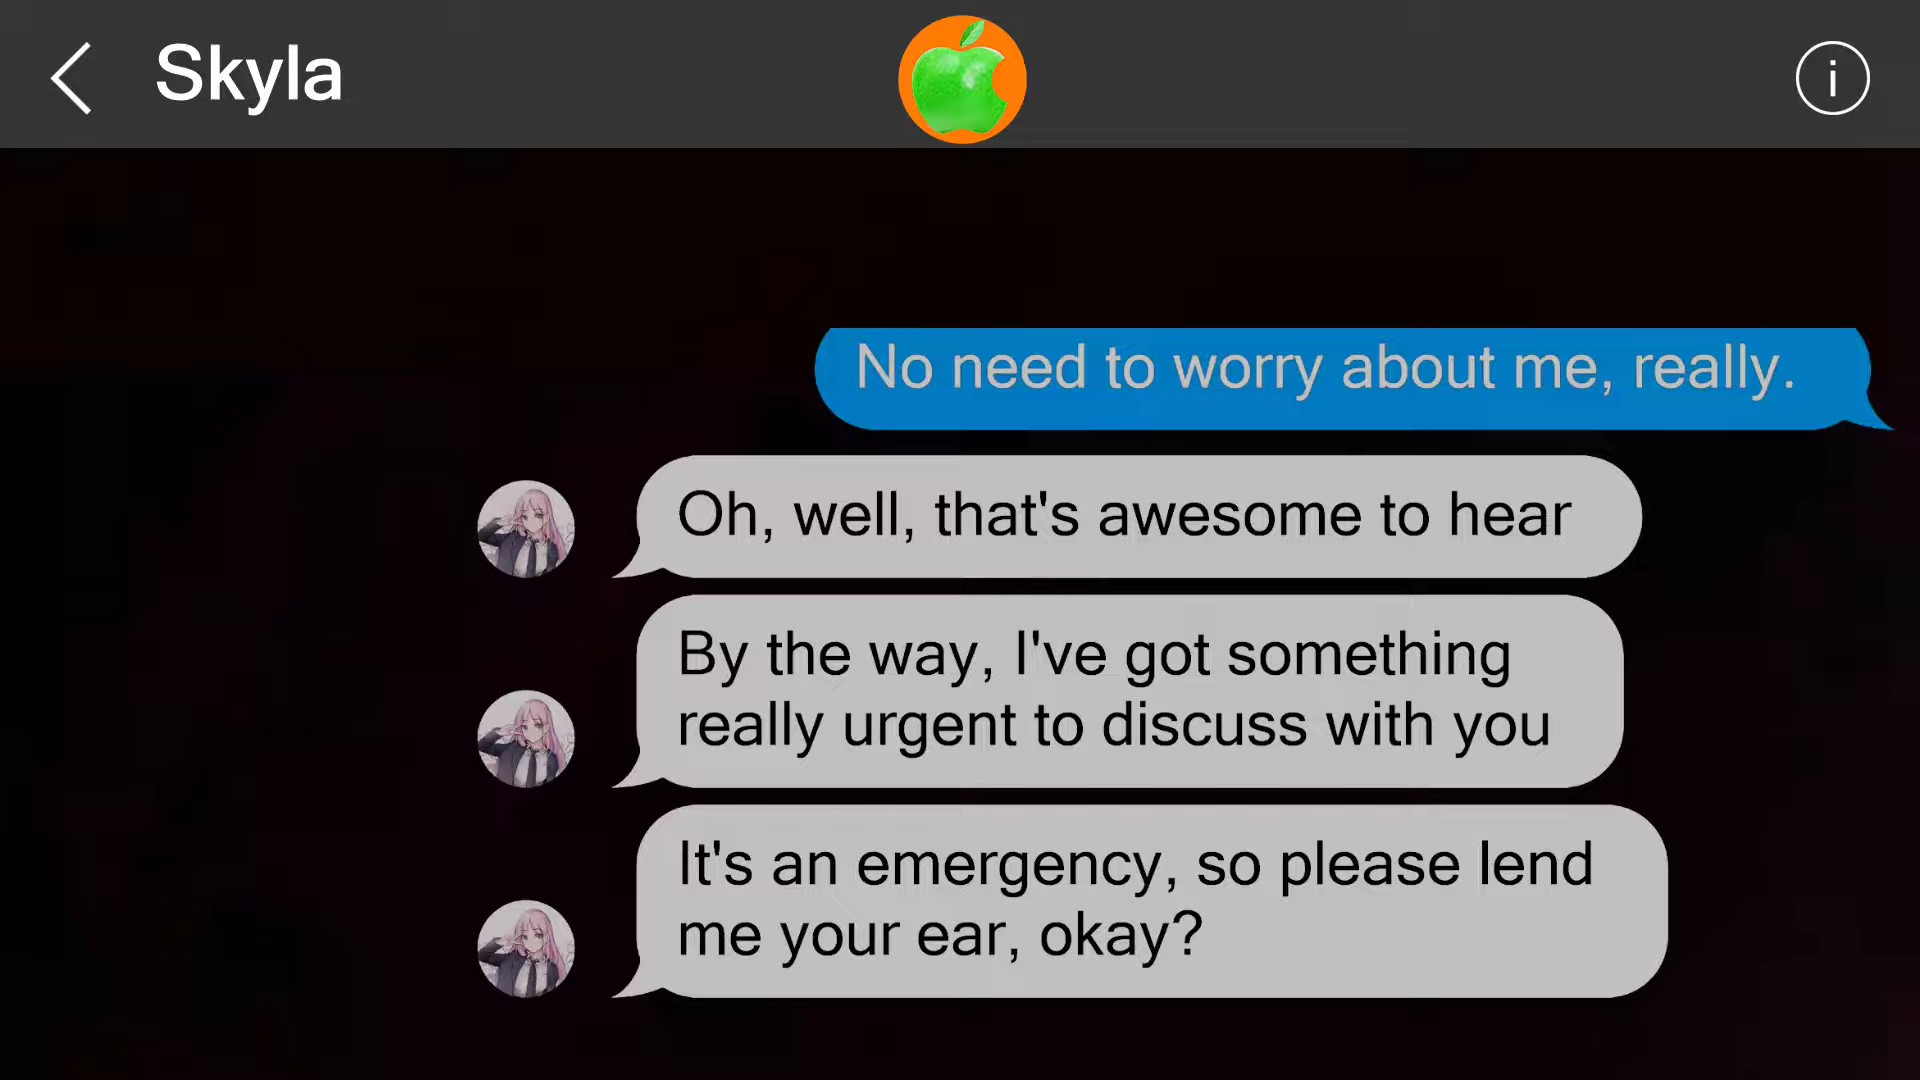 Skyla
i
No need to worry about me, really.
Oh, well, that's awesome to hear
By the way, I've got something
really urgent to discuss with you
It's an emergency, so please lend
me your ear, okay?